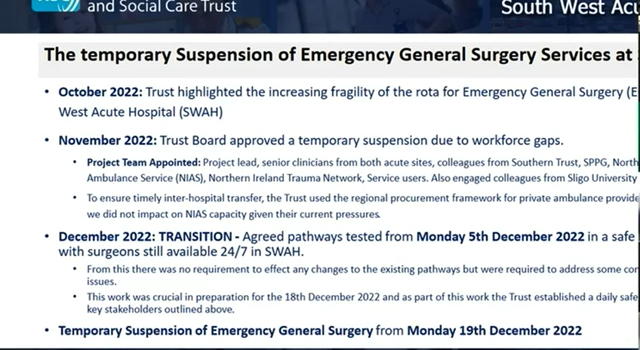 and Social Care Trust
South West Acu
The temporary Suspension of Emergency General Surgery Services at
• October 2022: Trust highlighted the increasing fragility of the rota for Emergency General Surgery (E
West Acute Hospital (SWAH)
• November 2022: Trust Board approved a temporary suspension due to workforce gaps.
• Project Team Appointed: Project lead, senior clinicians from both acute sites, colleagues from Southern Trust, SPPG, North
Ambulance Service (NIAS), Northern Ireland Trauma Network, Service users. Also engaged colleagues from Sligo University
• To ensure timely inter-hospital transfer, the Trust used the regional procurement framework for private ambulance provide
we did not impact on NIAS capacity given their current pressures.
• December 2022: TRANSITION - Agreed pathways tested from Monday 5th December 2022 in a safe
with surgeons still available 24/7 in SWAH.
• From this there was no requirement to effect any changes to the existing pathways but were required to address some con
issues.
• This work was crucial in preparation for the 18th December 2022 and as part of this work the Trust established a daily safe
key stakeholders outlined above.
• Temporary Suspension of Emergency General Surgery from Monday 19th December 2022